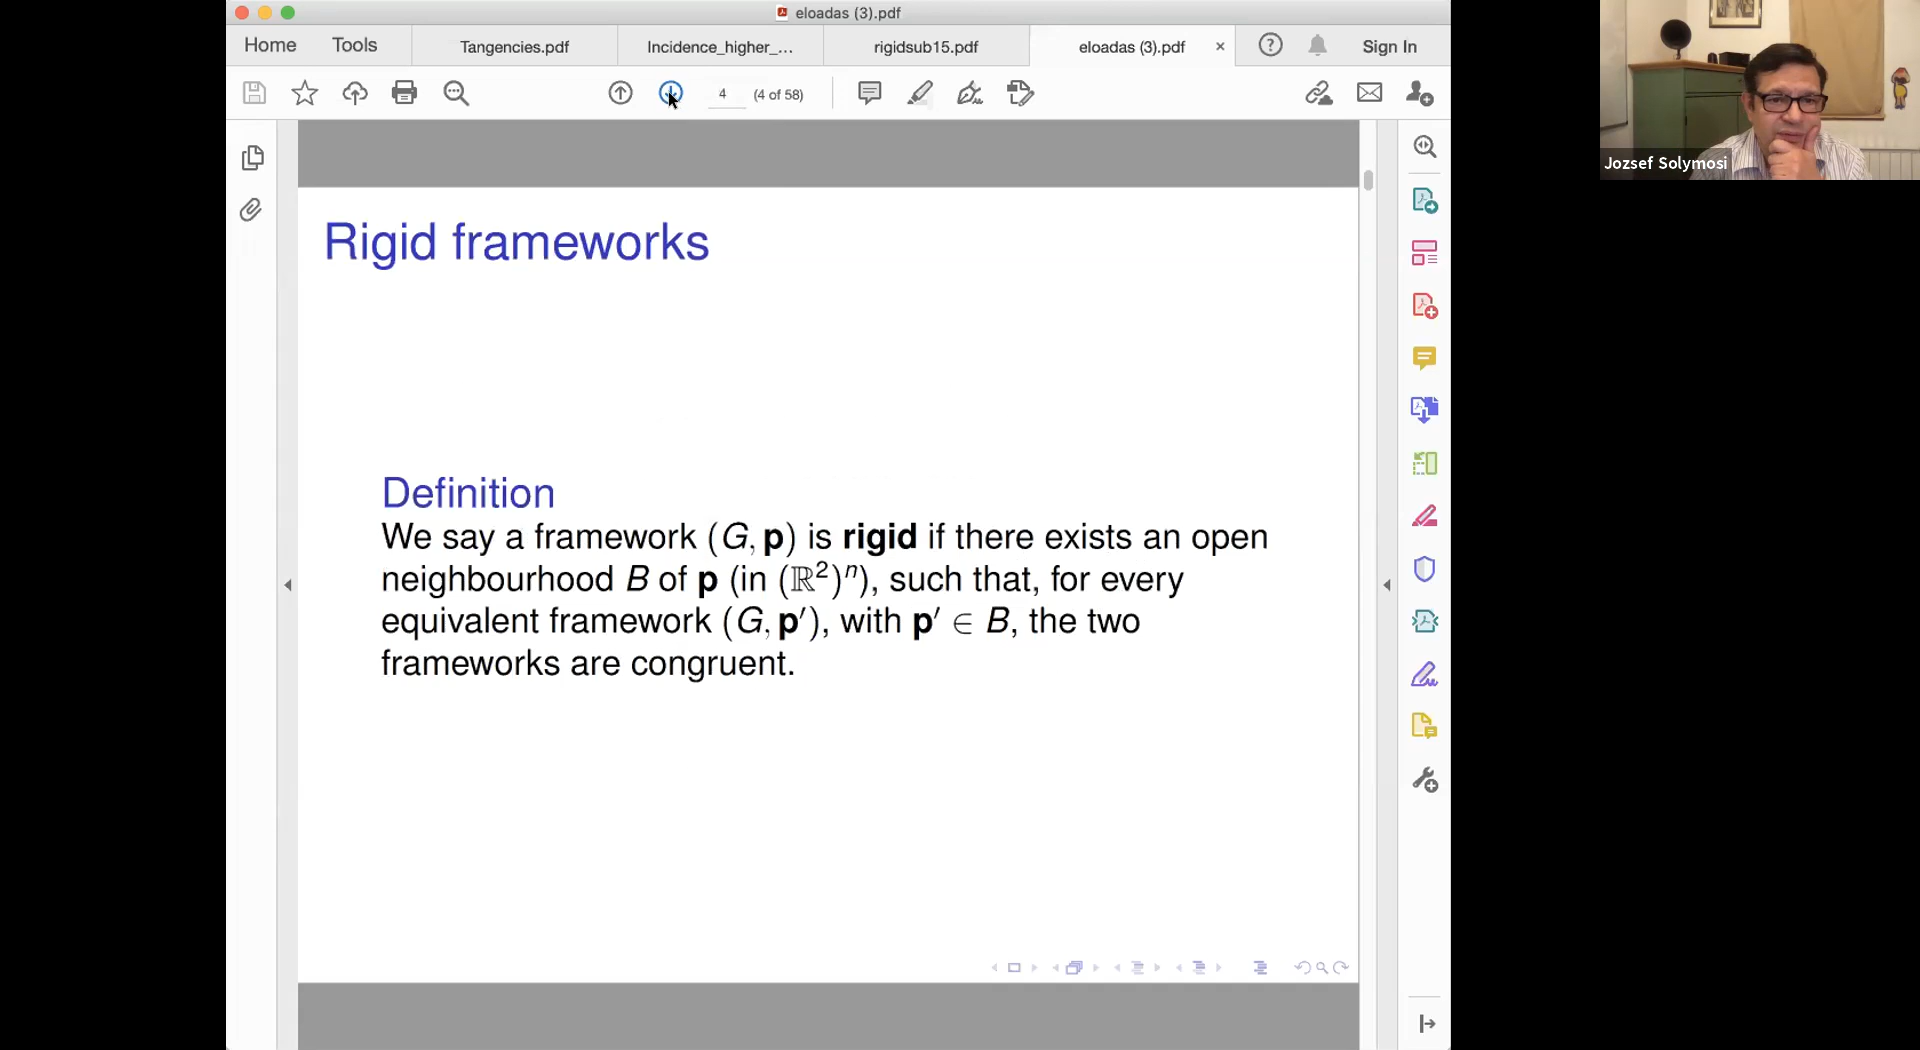 eloadas (3).pdf
Home Tools Tangencies.pdf Incidence_higher_... rigidsub15.pdf eloadas (3).pdf × ? Sign In
4 (4 of 58)
Jozsef Solymosi
Rigid frameworks
Definition
We say a framework (G, p) is rigid if there exists an open
neighbourhood B of p (in (ℝ²)ⁿ), such that, for every
equivalent framework (G, p′), with p′ ∈ B, the two
frameworks are congruent.